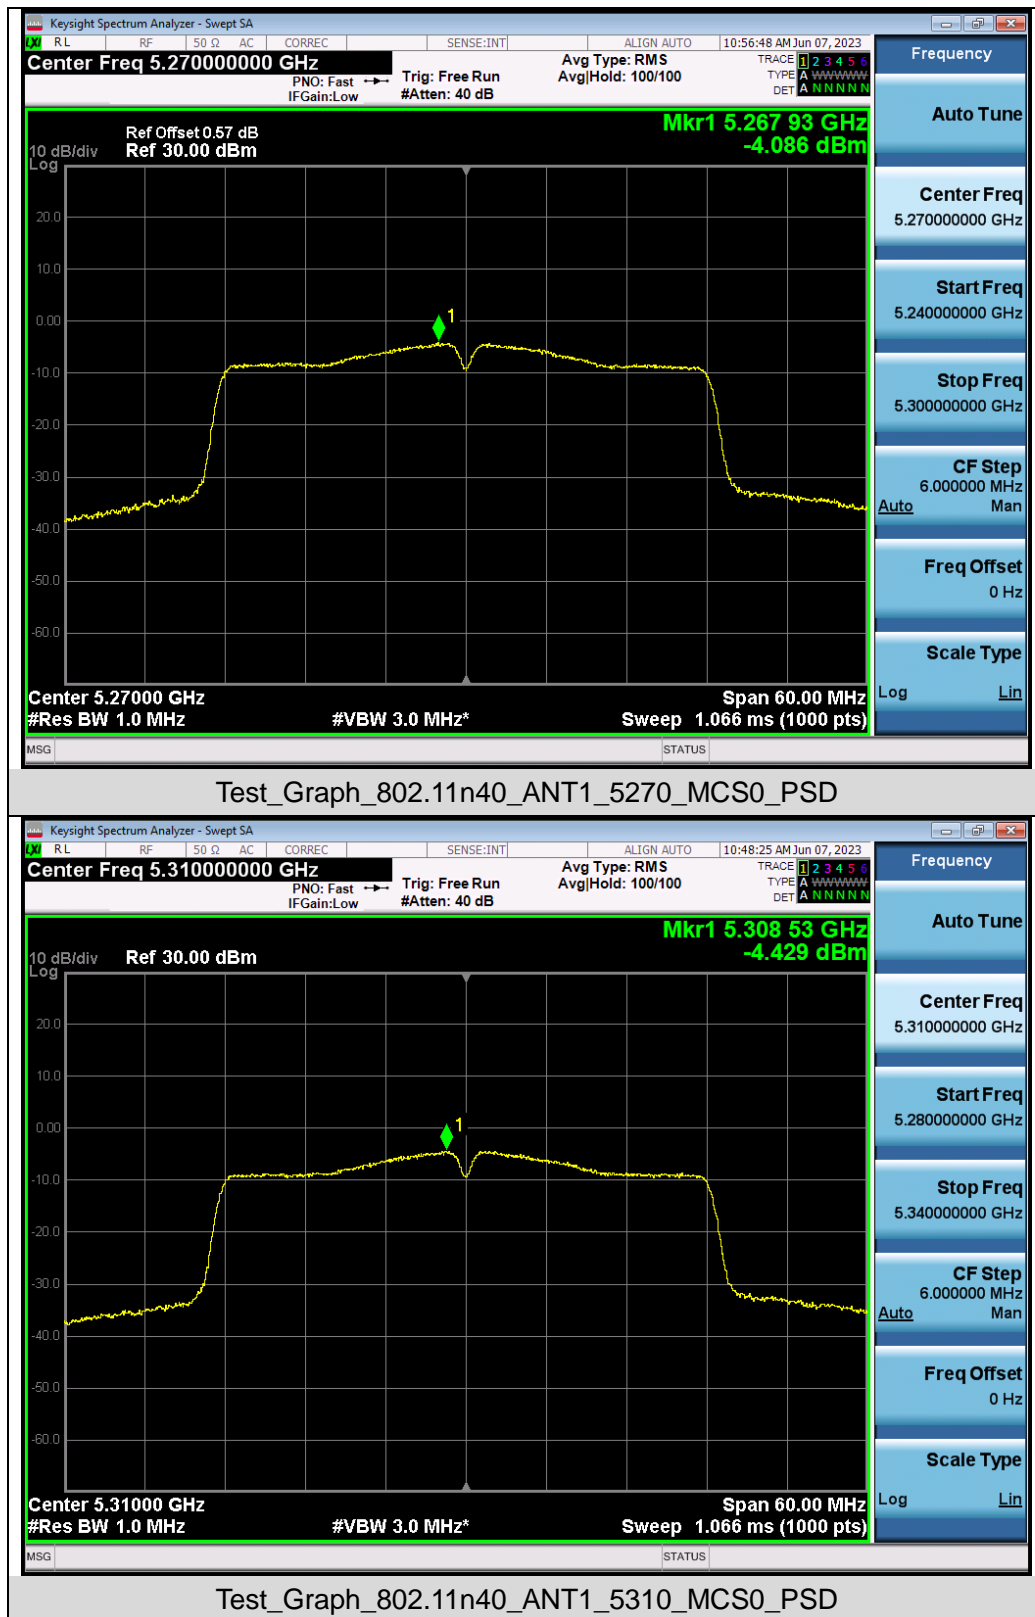 Keysight Spectrum Analyzer - Swept SA
LXI RL RF 50 Ω AC CORREC SENSE:INT ALIGN AUTO 10:56:48 AM Jun 07, 2023
Center Freq 5.270000000 GHz
PNO: Fast
IFGain:Low
Trig: Free Run
#Atten: 40 dB
Avg Type: RMS
Avg|Hold: 100/100
TRACE 1 2 3 4 5 6
TYPE A WWWWW
DET A N N N N N
Ref Offset 0.57 dB
10 dB/div Ref 30.00 dBm
Log
Mkr1 5.267 93 GHz
-4.086 dBm
20.0
10.0
0.00
-10.0
-20.0
-30.0
-40.0
-50.0
-60.0
1
Center 5.27000 GHz
#Res BW 1.0 MHz
#VBW 3.0 MHz*
Span 60.00 MHz
Sweep 1.066 ms (1000 pts)
MSG
STATUS
Frequency
Auto Tune
Center Freq
5.270000000 GHz
Start Freq
5.240000000 GHz
Stop Freq
5.300000000 GHz
CF Step
6.000000 MHz
Auto Man
Freq Offset
0 Hz
Scale Type
Log Lin
Test_Graph_802.11n40_ANT1_5270_MCS0_PSD
Keysight Spectrum Analyzer - Swept SA
LXI RL RF 50 Ω AC CORREC SENSE:INT ALIGN AUTO 10:48:25 AM Jun 07, 2023
Center Freq 5.310000000 GHz
PNO: Fast
IFGain:Low
Trig: Free Run
#Atten: 40 dB
Avg Type: RMS
Avg|Hold: 100/100
TRACE 1 2 3 4 5 6
TYPE A WWWWW
DET A N N N N N
10 dB/div Ref 30.00 dBm
Log
Mkr1 5.308 53 GHz
-4.429 dBm
20.0
10.0
0.00
-10.0
-20.0
-30.0
-40.0
-50.0
-60.0
1
Center 5.31000 GHz
#Res BW 1.0 MHz
#VBW 3.0 MHz*
Span 60.00 MHz
Sweep 1.066 ms (1000 pts)
MSG
STATUS
Frequency
Auto Tune
Center Freq
5.310000000 GHz
Start Freq
5.280000000 GHz
Stop Freq
5.340000000 GHz
CF Step
6.000000 MHz
Auto Man
Freq Offset
0 Hz
Scale Type
Log Lin
Test_Graph_802.11n40_ANT1_5310_MCS0_PSD